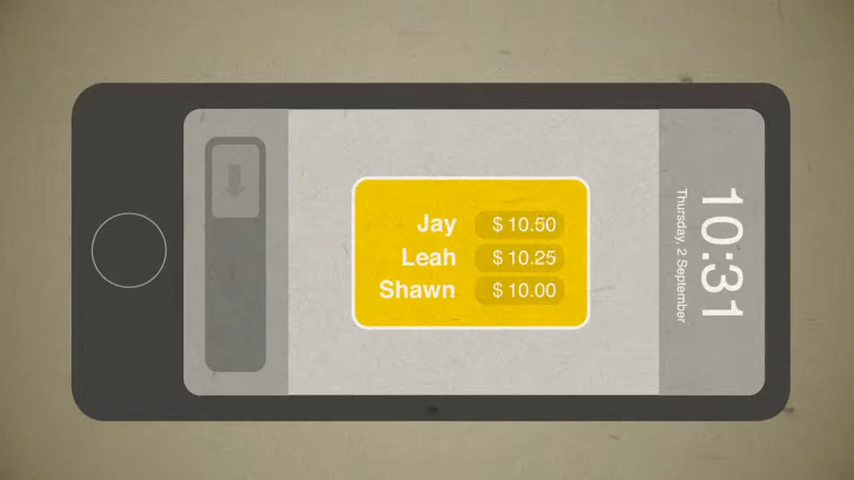 Jay $ 10.50
Leah $ 10.25
Shawn $ 10.00
10:31
Thursday, 2 September